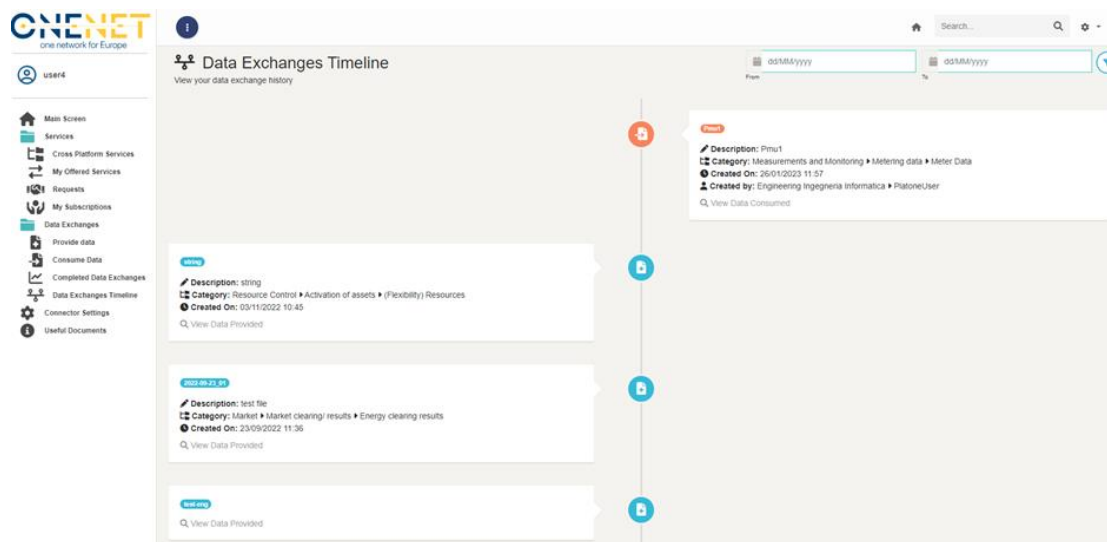 ONENET
one network for Europe
Search...
user4
Data Exchanges Timeline
View your data exchange history
dd/MM/yyyy
dd/MM/yyyy
From
To
Main Screen
Services
Cross Platform Services
My Offered Services
Requests
My Subscriptions
Data Exchanges
Provide data
Consume Data
Completed Data Exchanges
Data Exchanges Timeline
Connector Settings
Useful Documents
Pmu1
Description: Pmu1
Category: Measurements and Monitoring Metering data Meter Data
Created On: 26/01/2023 11:57
Created by: Engineering Ingegneria Informatica PlatoneUser
View Data Consumed
string
Description: string
Category: Resource Control Activation of assets (Flexibility) Resources
Created On: 03/11/2022 10:45
View Data Provided
2022-09-23_01
Description: test file
Category: Market Market clearing/ results Energy clearing results
Created On: 23/09/2022 11:36
View Data Provided
test eng
View Data Provided